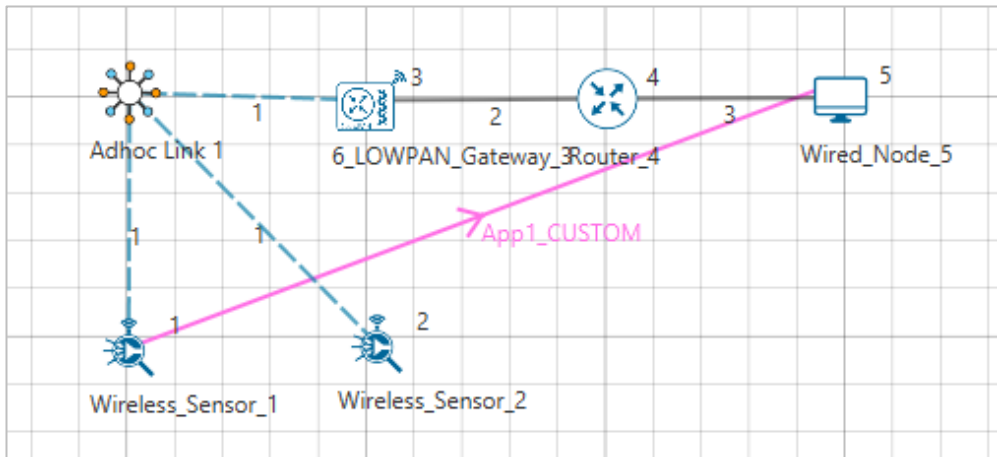 3
4
5
1
2
3
Adhoc Link 1
6_LOWPAN_Gateway_3
Router_4
Wired_Node_5
1
1
App1_CUSTOM
1
2
Wireless_Sensor_1
Wireless_Sensor_2